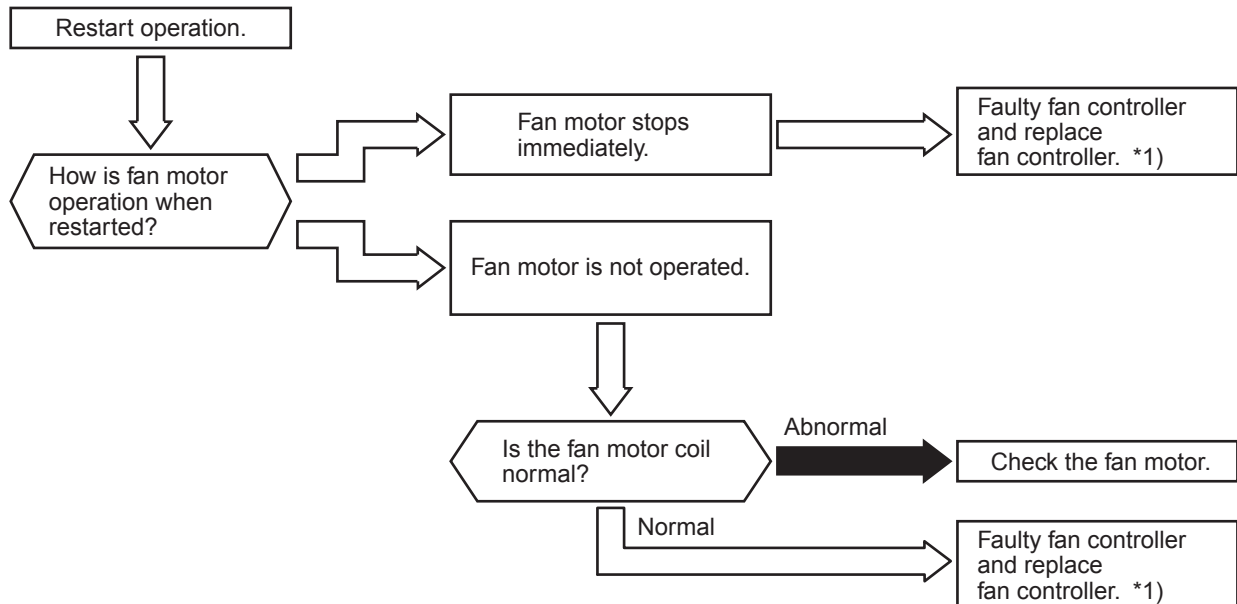 Restart operation.
How is fan motor
operation when
restarted?
Fan motor stops
immediately.
Faulty fan controller
and replace
fan controller. *1)
Fan motor is not operated.
Is the fan motor coil
normal?
Abnormal
Check the fan motor.
Normal
Faulty fan controller
and replace
fan controller. *1)